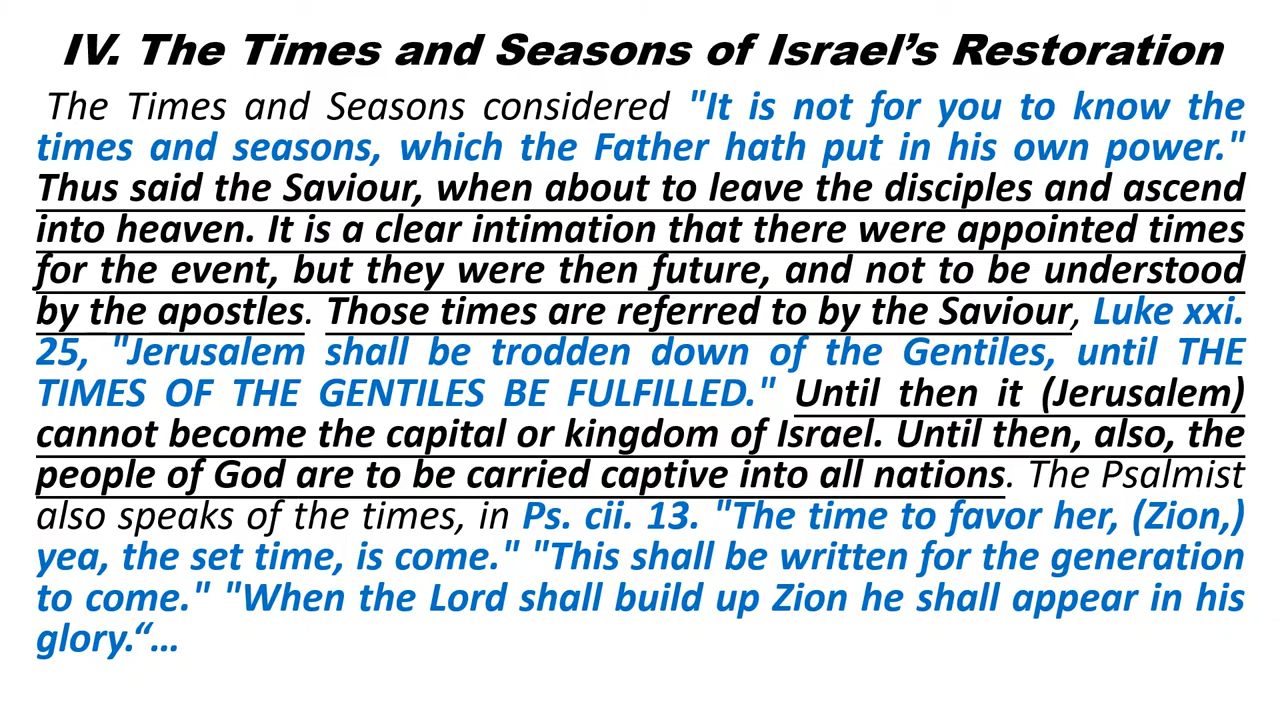 IV. The Times and Seasons of Israel’s Restoration
The Times and Seasons considered "It is not for you to know the
times and seasons, which the Father hath put in his own power."
Thus said the Saviour, when about to leave the disciples and ascend
into heaven. It is a clear intimation that there were appointed times
for the event, but they were then future, and not to be understood
by the apostles. Those times are referred to by the Saviour, Luke xxi.
25, "Jerusalem shall be trodden down of the Gentiles, until THE
TIMES OF THE GENTILES BE FULFILLED." Until then it (Jerusalem)
cannot become the capital or kingdom of Israel. Until then, also, the
people of God are to be carried captive into all nations. The Psalmist
also speaks of the times, in Ps. cii. 13. "The time to favor her, (Zion,)
yea, the set time, is come." "This shall be written for the generation
to come." "When the Lord shall build up Zion he shall appear in his
glory.“…